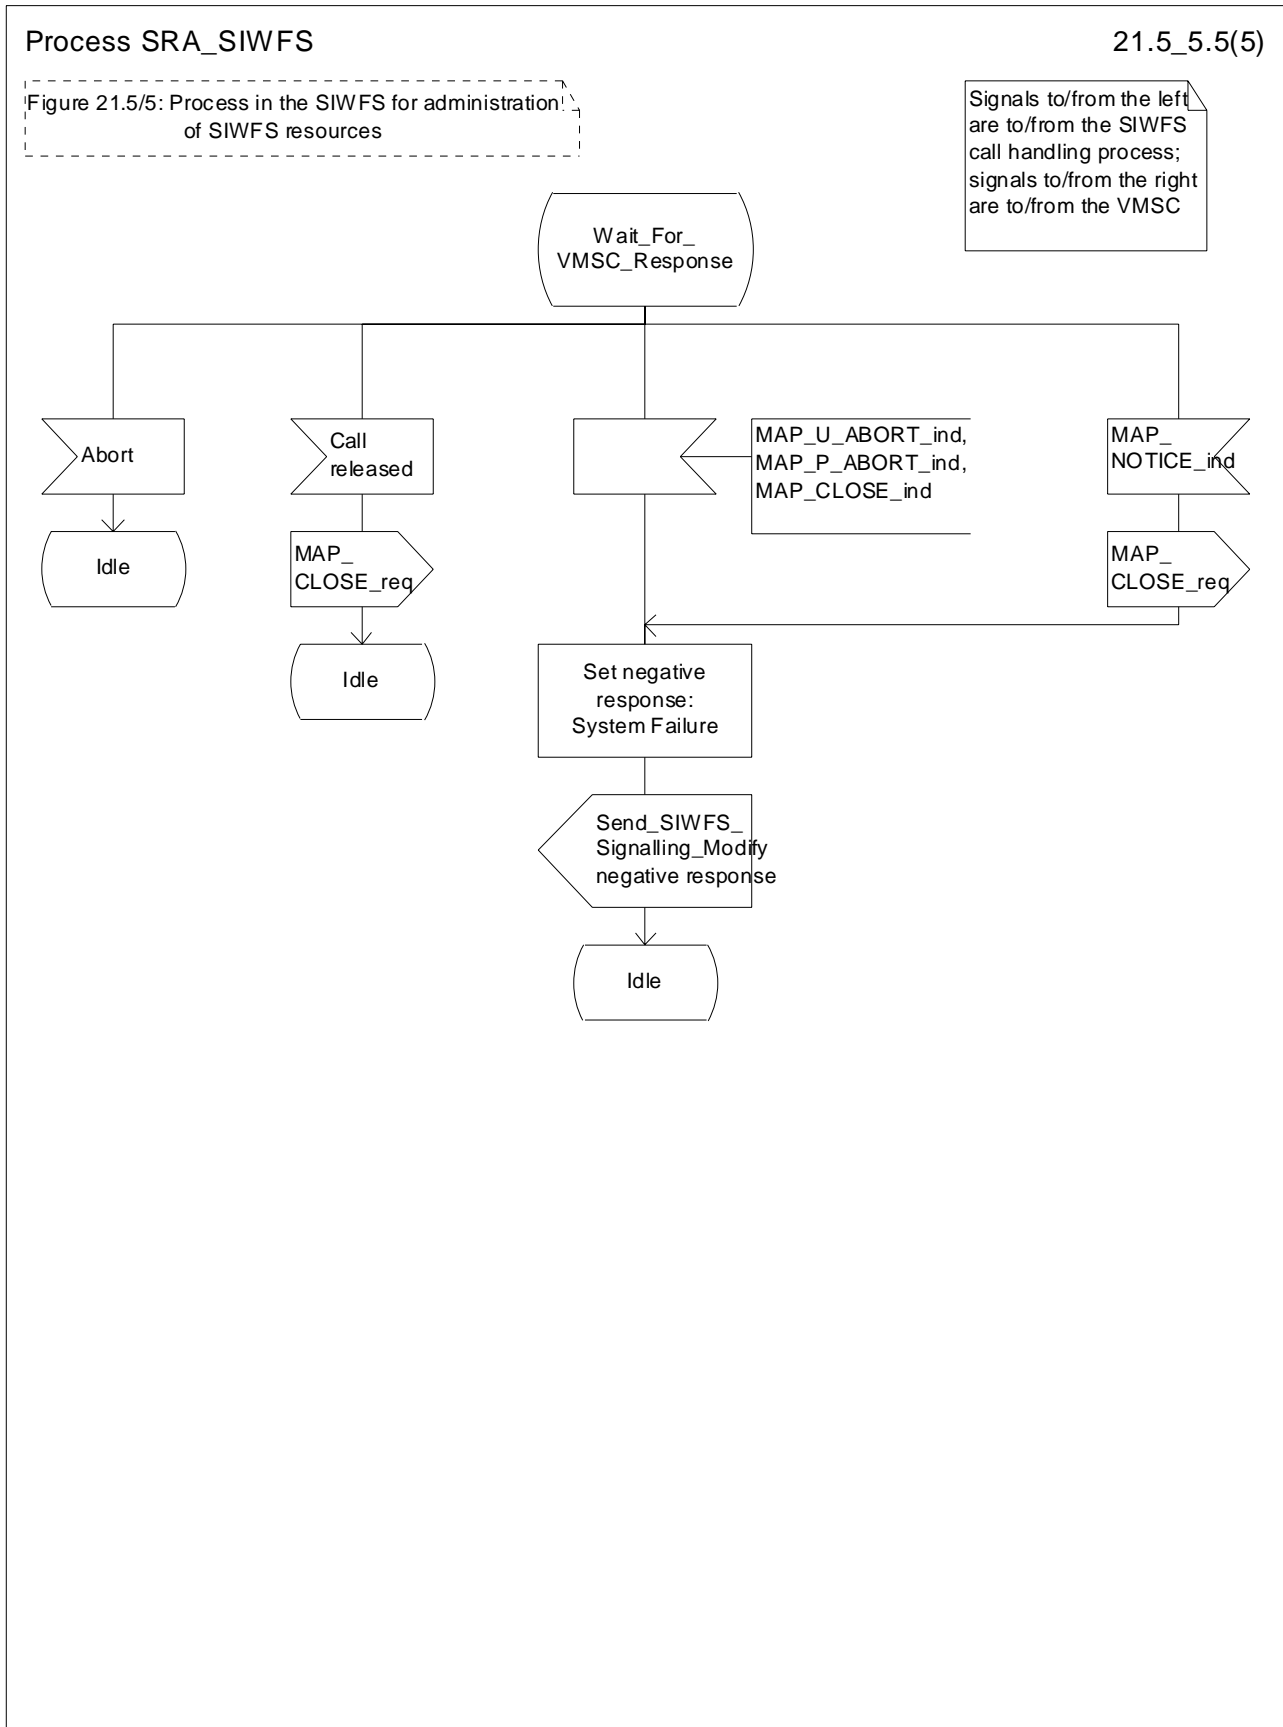 Process SRA_SIWFS
21.5_5.5(5)
Figure 21.5/5: Process in the SIWFS for administration
of SIWFS resources
Signals to/from the left
are to/from the SIWFS
call handling process;
signals to/from the right
are to/from the VMSC
Wait_For_
VMSC_Response
Abort
Call
released
MAP_U_ABORT_ind,
MAP_P_ABORT_ind,
MAP_CLOSE_ind
MAP_
NOTICE_ind
Idle
MAP_
CLOSE_req
MAP_
CLOSE_req
Idle
Set negative
response:
System Failure
Send_SIWFS_
Signalling_Modify
negative response
Idle